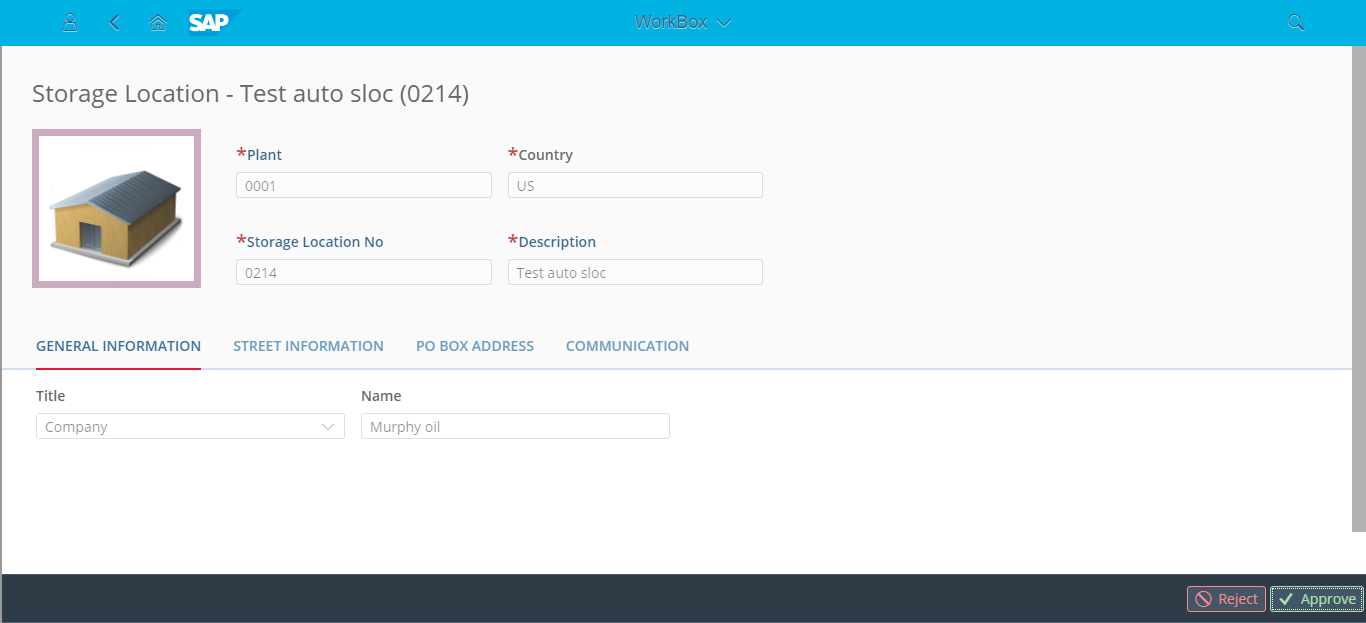 SAP
WorkBox
Storage Location - Test auto sloc (0214)
*Plant
*Country
0001
US
*Storage Location No
*Description
0214
Test auto sloc
GENERAL INFORMATION STREET INFORMATION PO BOX ADDRESS COMMUNICATION
Title
Name
Company
Murphy oil
Reject
Approve